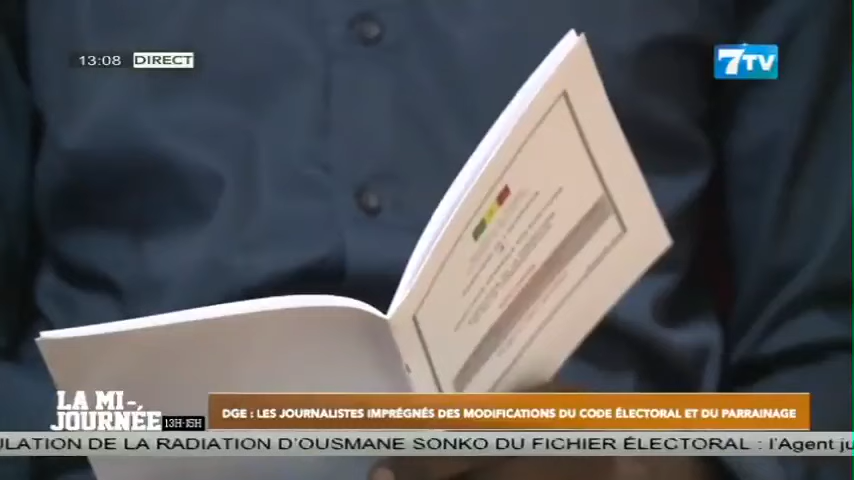 13:08 DIRECT
7TV
LA MI-
JOURNÉE 13H-15H
DGE : LES JOURNALISTES IMPRÉGNÉS DES MODIFICATIONS DU CODE ÉLECTORAL ET DU PARRAINAGE
ULATION DE LA RADIATION D'OUSMANE SONKO DU FICHIER ÉLECTORAL : l'Agent ju